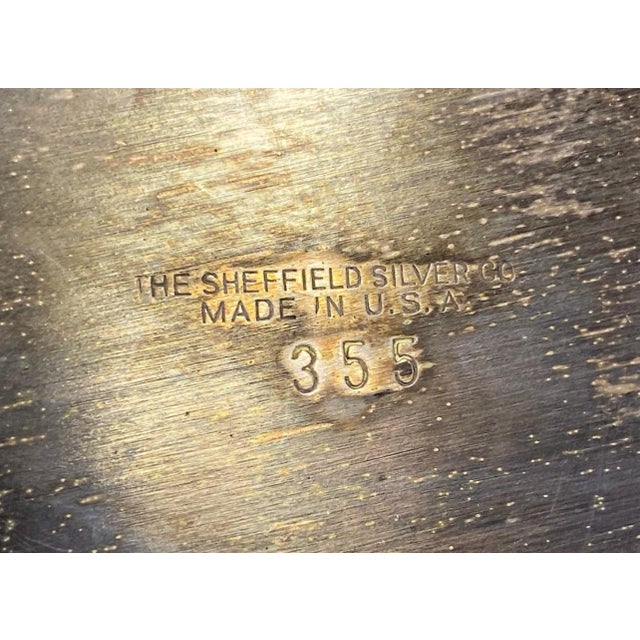 THE SHEFFIELD SILVER CO.
MADE IN U.S.A.
355